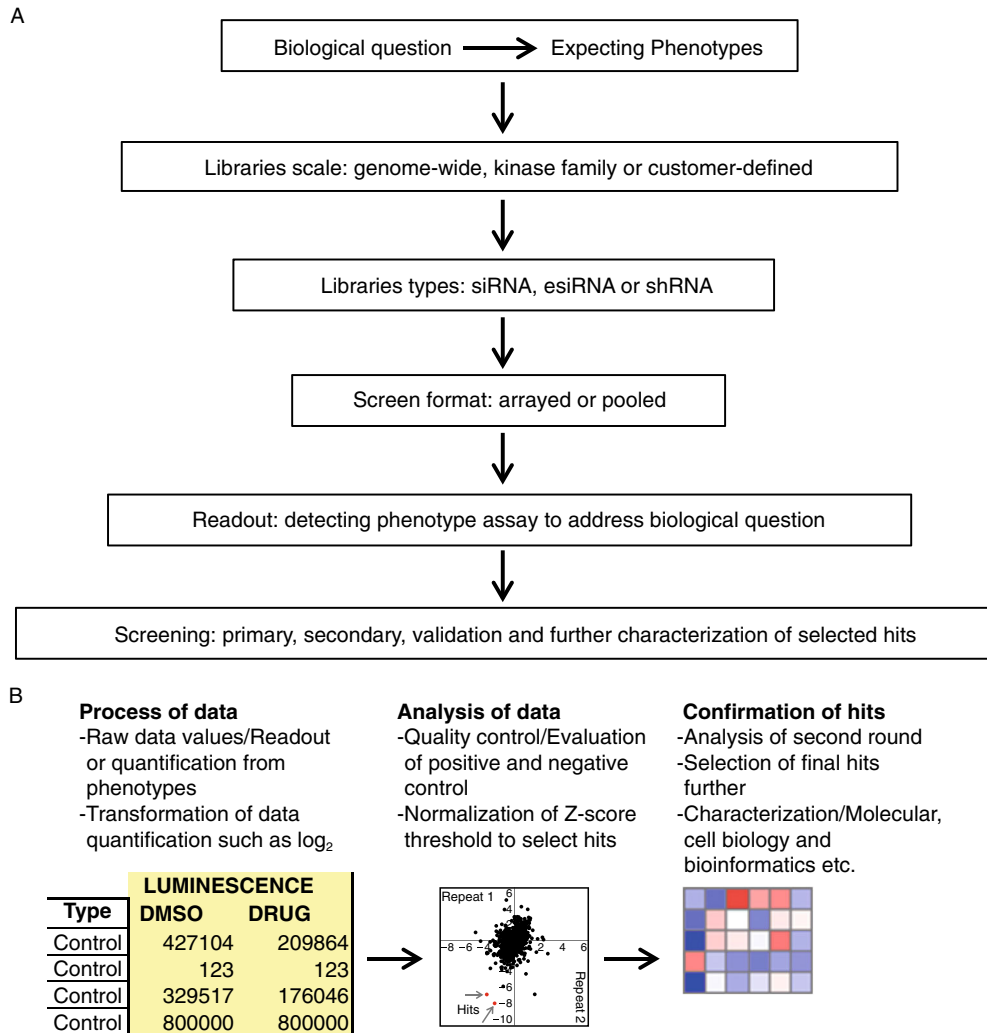 A
Biological question → Expecting Phenotypes
Libraries scale: genome-wide, kinase family or customer-defined
Libraries types: siRNA, esiRNA or shRNA
Screen format: arrayed or pooled
Readout: detecting phenotype assay to address biological question
Screening: primary, secondary, validation and further characterization of selected hits
B
Process of data
-Raw data values/Readout
or quantification from
phenotypes
-Transformation of data
quantification such as log₂
Analysis of data
-Quality control/Evaluation
of positive and negative
control
-Normalization of Z-score
threshold to select hits
Confirmation of hits
-Analysis of second round
-Selection of final hits
further
-Characterization/Molecular,
cell biology and
bioinformatics etc.
LUMINESCENCE
Type DMSO DRUG
Control 427104 209864
Control 123 123
Control 329517 176046
Control 800000 800000
Repeat 1
6
4
2
−8 −6 −4 2 4 6
−4
−6
−8
−10
Hits
Repeat 2